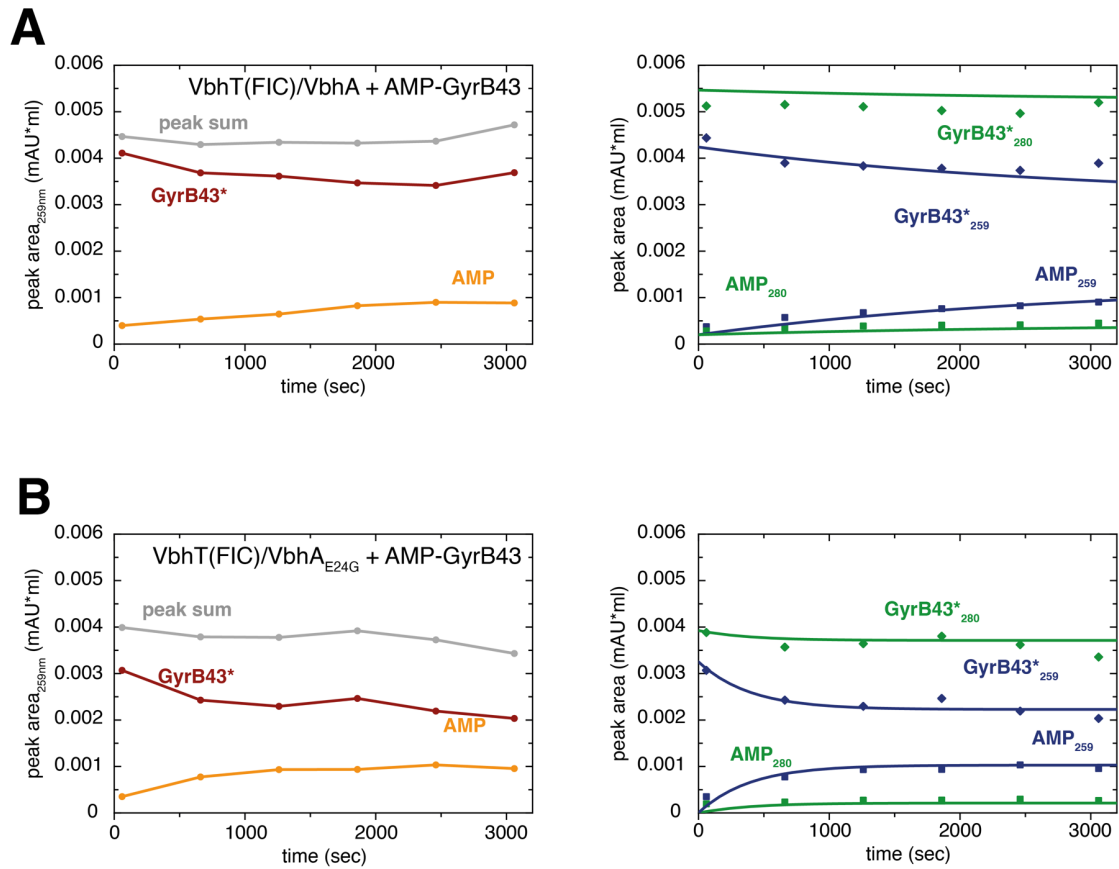 A
0.006
0.005
0.004
0.003
0.002
0.001
0
peak area259nm (mAU*ml)
VbhT(FIC)/VbhA + AMP-GyrB43
peak sum
GyrB43*
AMP
0
1000
2000
3000
time (sec)
0.006
0.005
0.004
0.003
0.002
0.001
0
peak area (mAU*ml)
GyrB43*280
GyrB43*259
AMP280
AMP259
0
1000
2000
3000
time (sec)
B
0.006
0.005
0.004
0.003
0.002
0.001
0
peak area259nm (mAU*ml)
VbhT(FIC)/VbhAE24G + AMP-GyrB43
peak sum
GyrB43*
AMP
0
1000
2000
3000
time (sec)
0.006
0.005
0.004
0.003
0.002
0.001
0
peak area (mAU*ml)
GyrB43*280
GyrB43*259
AMP280
AMP259
0
1000
2000
3000
time (sec)